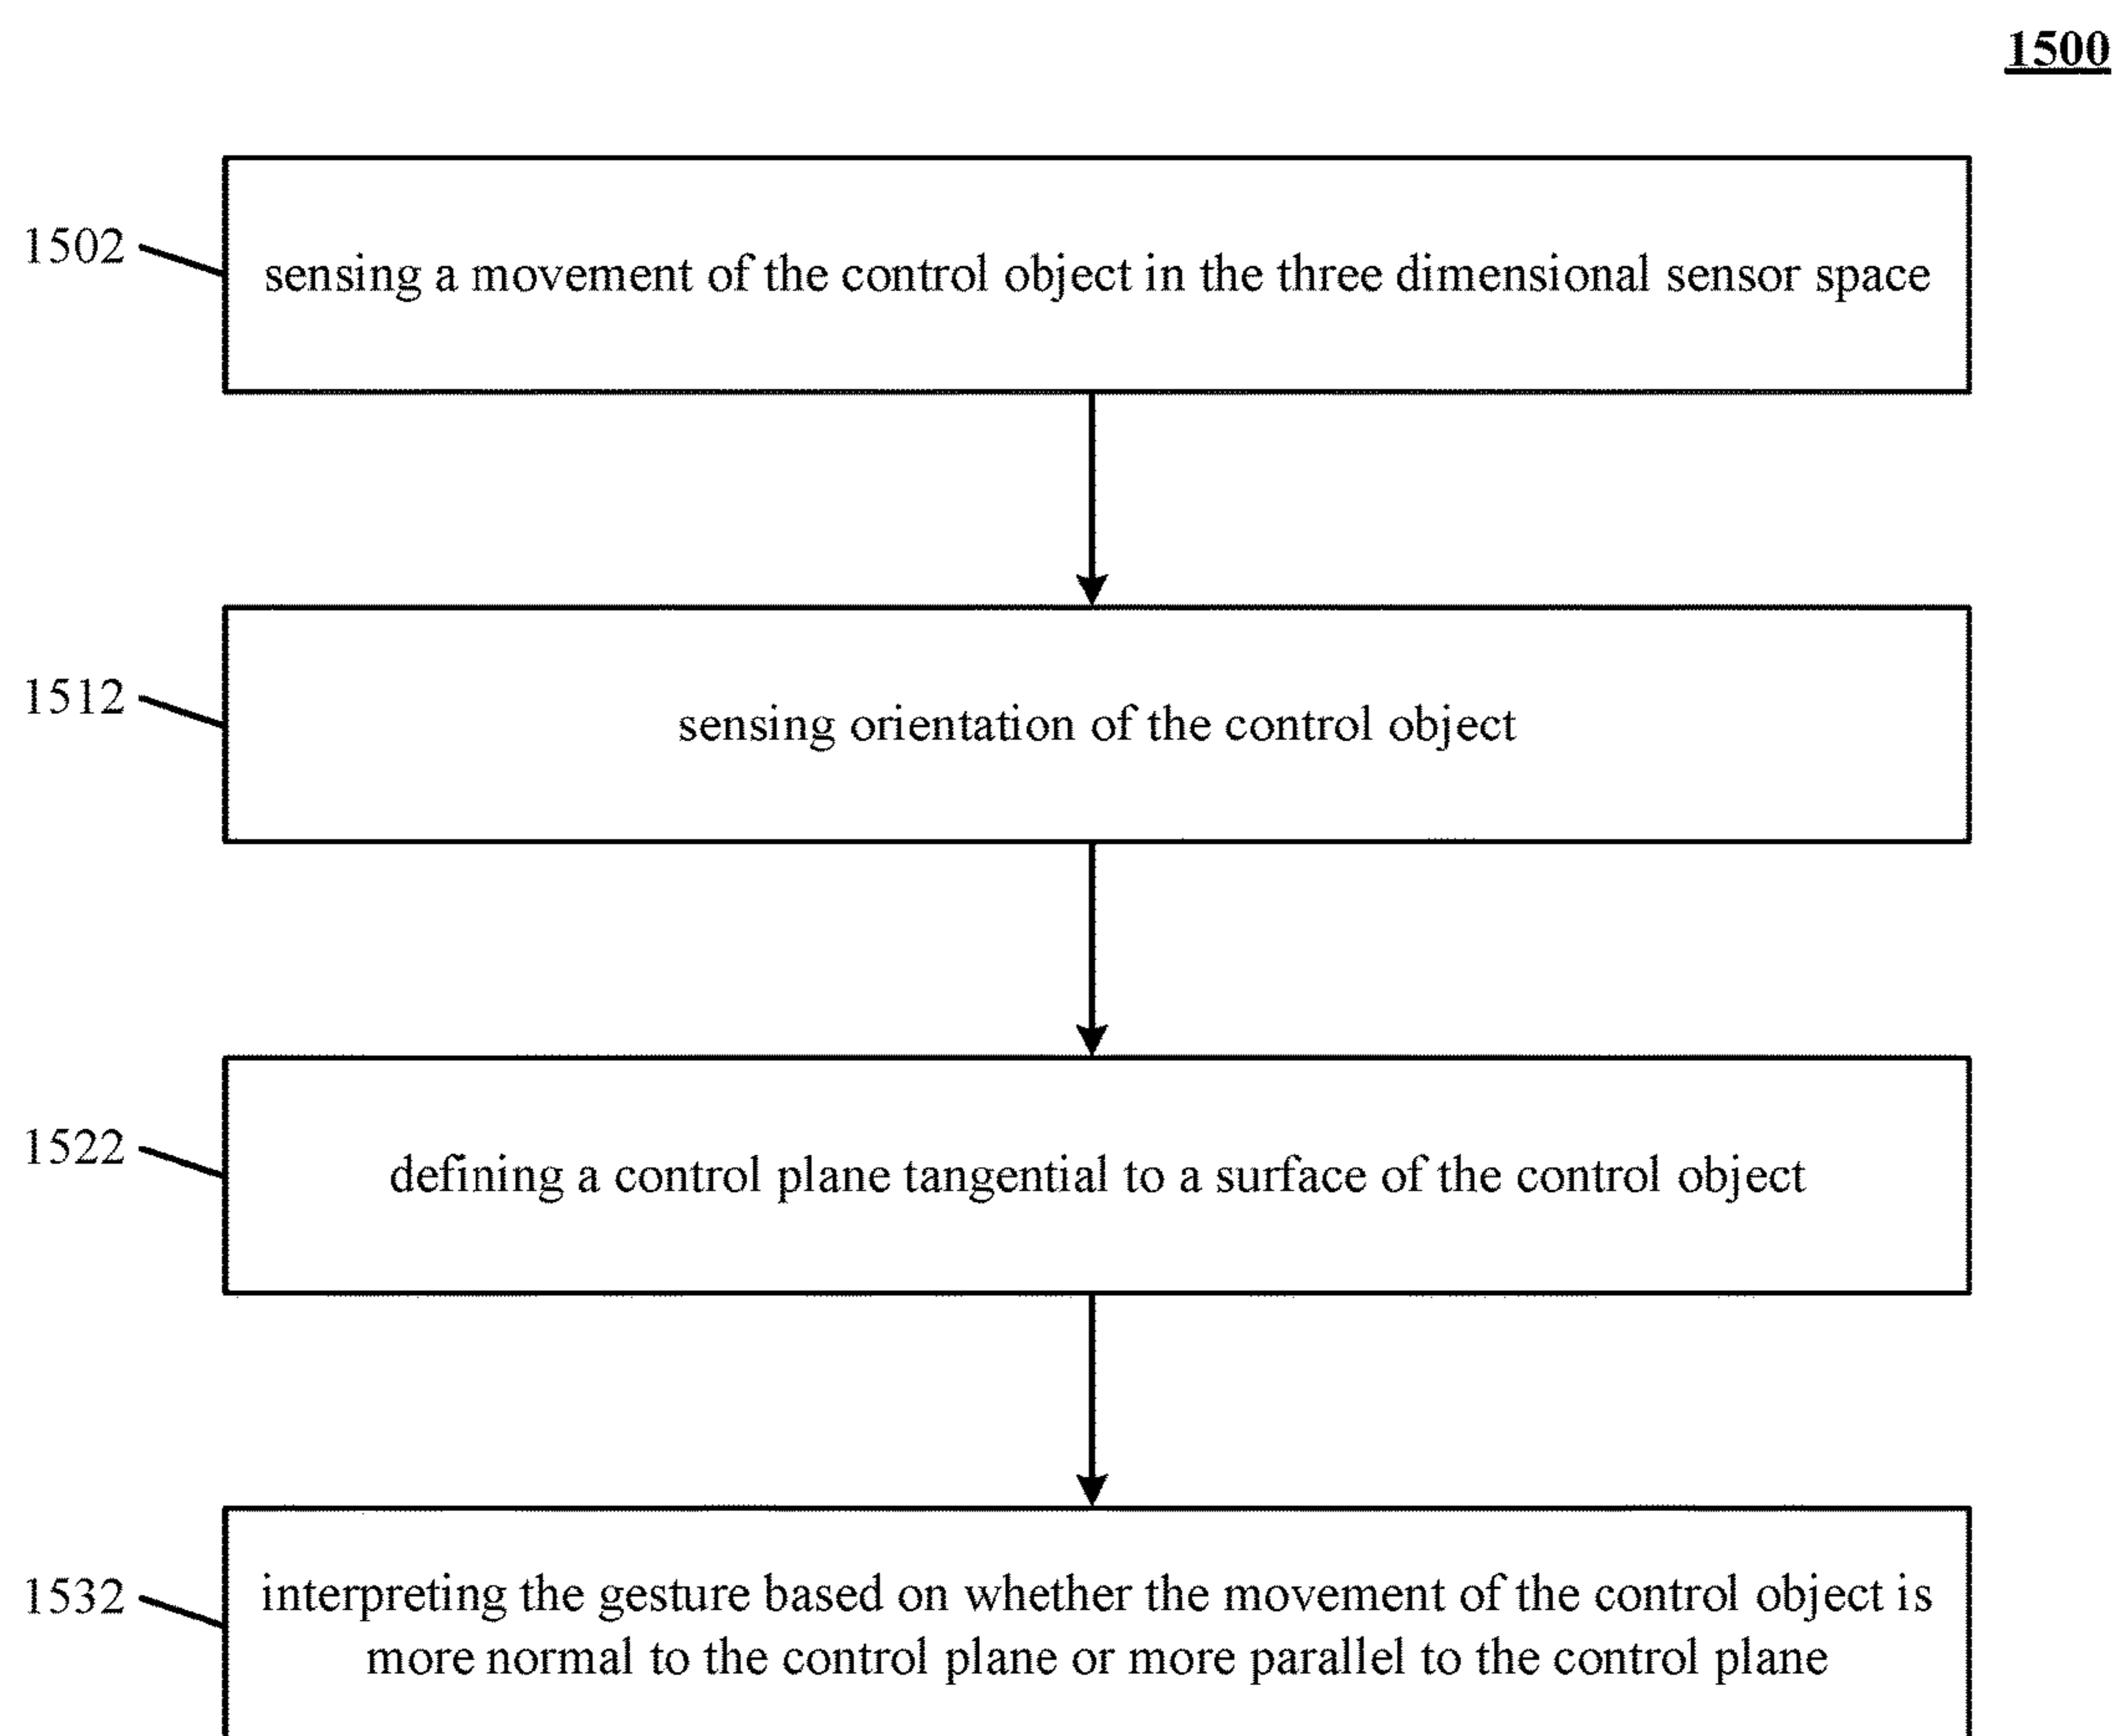 1500
1502
sensing a movement of the control object in the three dimensional sensor space
1512
sensing orientation of the control object
1522
defining a control plane tangential to a surface of the control object
1532
interpreting the gesture based on whether the movement of the control object is
more normal to the control plane or more parallel to the control plane